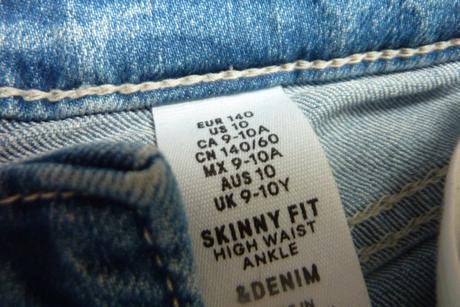 EUR 140
US 10
CA 9-10A
CN 140/60
MX 9-10A
AUS 10
UK 9-10Y
SKINNY FIT
HIGH WAIST
ANKLE
&DENIM